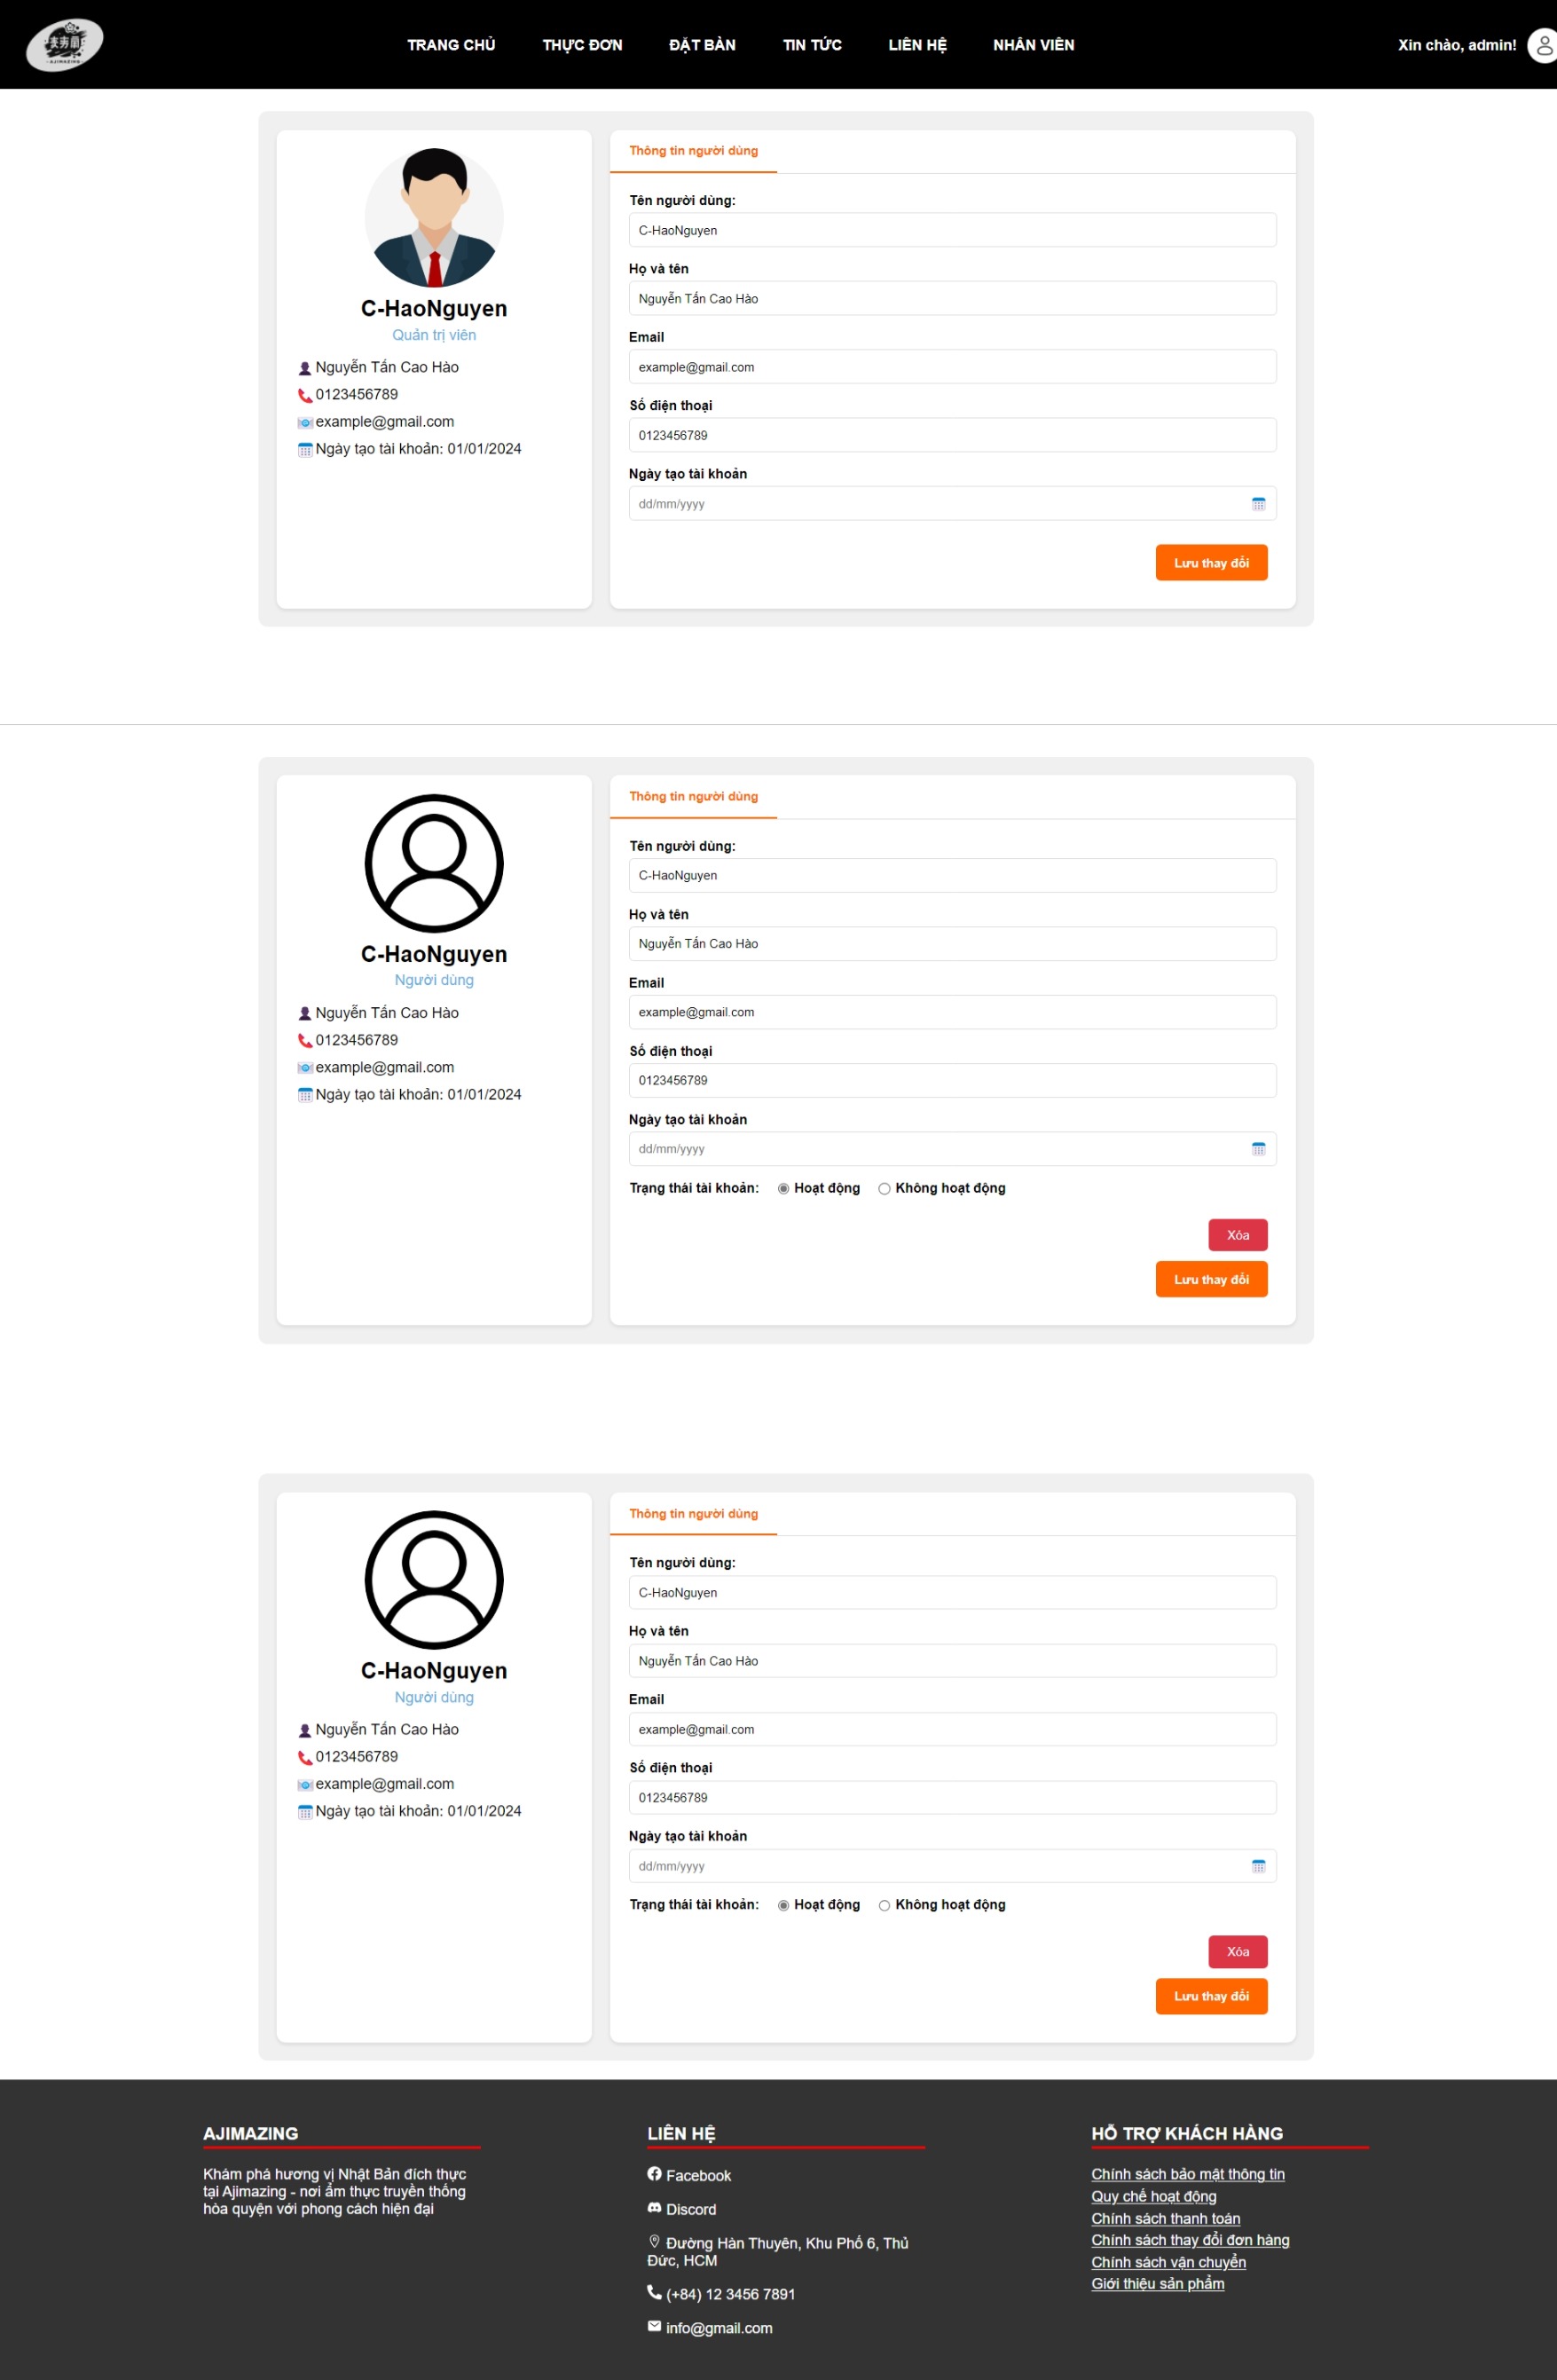 AJIMAZING
TRANG CHỦ THỰC ĐƠN ĐẶT BÀN TIN TỨC LIÊN HỆ NHÂN VIÊN Xin chào, admin!
C-HaoNguyen
Quản trị viên
Nguyễn Tấn Cao Hào
0123456789
example@gmail.com
Ngày tạo tài khoản: 01/01/2024
Thông tin người dùng
Tên người dùng:
C-HaoNguyen
Họ và tên
Nguyễn Tấn Cao Hào
Email
example@gmail.com
Số điện thoại
0123456789
Ngày tạo tài khoản
dd/mm/yyyy
Lưu thay đổi
C-HaoNguyen
Người dùng
Nguyễn Tấn Cao Hào
0123456789
example@gmail.com
Ngày tạo tài khoản: 01/01/2024
Thông tin người dùng
Tên người dùng:
C-HaoNguyen
Họ và tên
Nguyễn Tấn Cao Hào
Email
example@gmail.com
Số điện thoại
0123456789
Ngày tạo tài khoản
dd/mm/yyyy
Trạng thái tài khoản: Hoạt động Không hoạt động
Xóa
Lưu thay đổi
C-HaoNguyen
Người dùng
Nguyễn Tấn Cao Hào
0123456789
example@gmail.com
Ngày tạo tài khoản: 01/01/2024
Thông tin người dùng
Tên người dùng:
C-HaoNguyen
Họ và tên
Nguyễn Tấn Cao Hào
Email
example@gmail.com
Số điện thoại
0123456789
Ngày tạo tài khoản
dd/mm/yyyy
Trạng thái tài khoản: Hoạt động Không hoạt động
Xóa
Lưu thay đổi
AJIMAZING
Khám phá hương vị Nhật Bản đích thực
tại Ajimazing - nơi ẩm thực truyền thống
hòa quyện với phong cách hiện đại
LIÊN HỆ
Facebook
Discord
Đường Hàn Thuyên, Khu Phố 6, Thủ
Đức, HCM
(+84) 12 3456 7891
info@gmail.com
HỖ TRỢ KHÁCH HÀNG
Chính sách bảo mật thông tin
Quy chế hoạt động
Chính sách thanh toán
Chính sách thay đổi đơn hàng
Chính sách vận chuyển
Giới thiệu sản phẩm